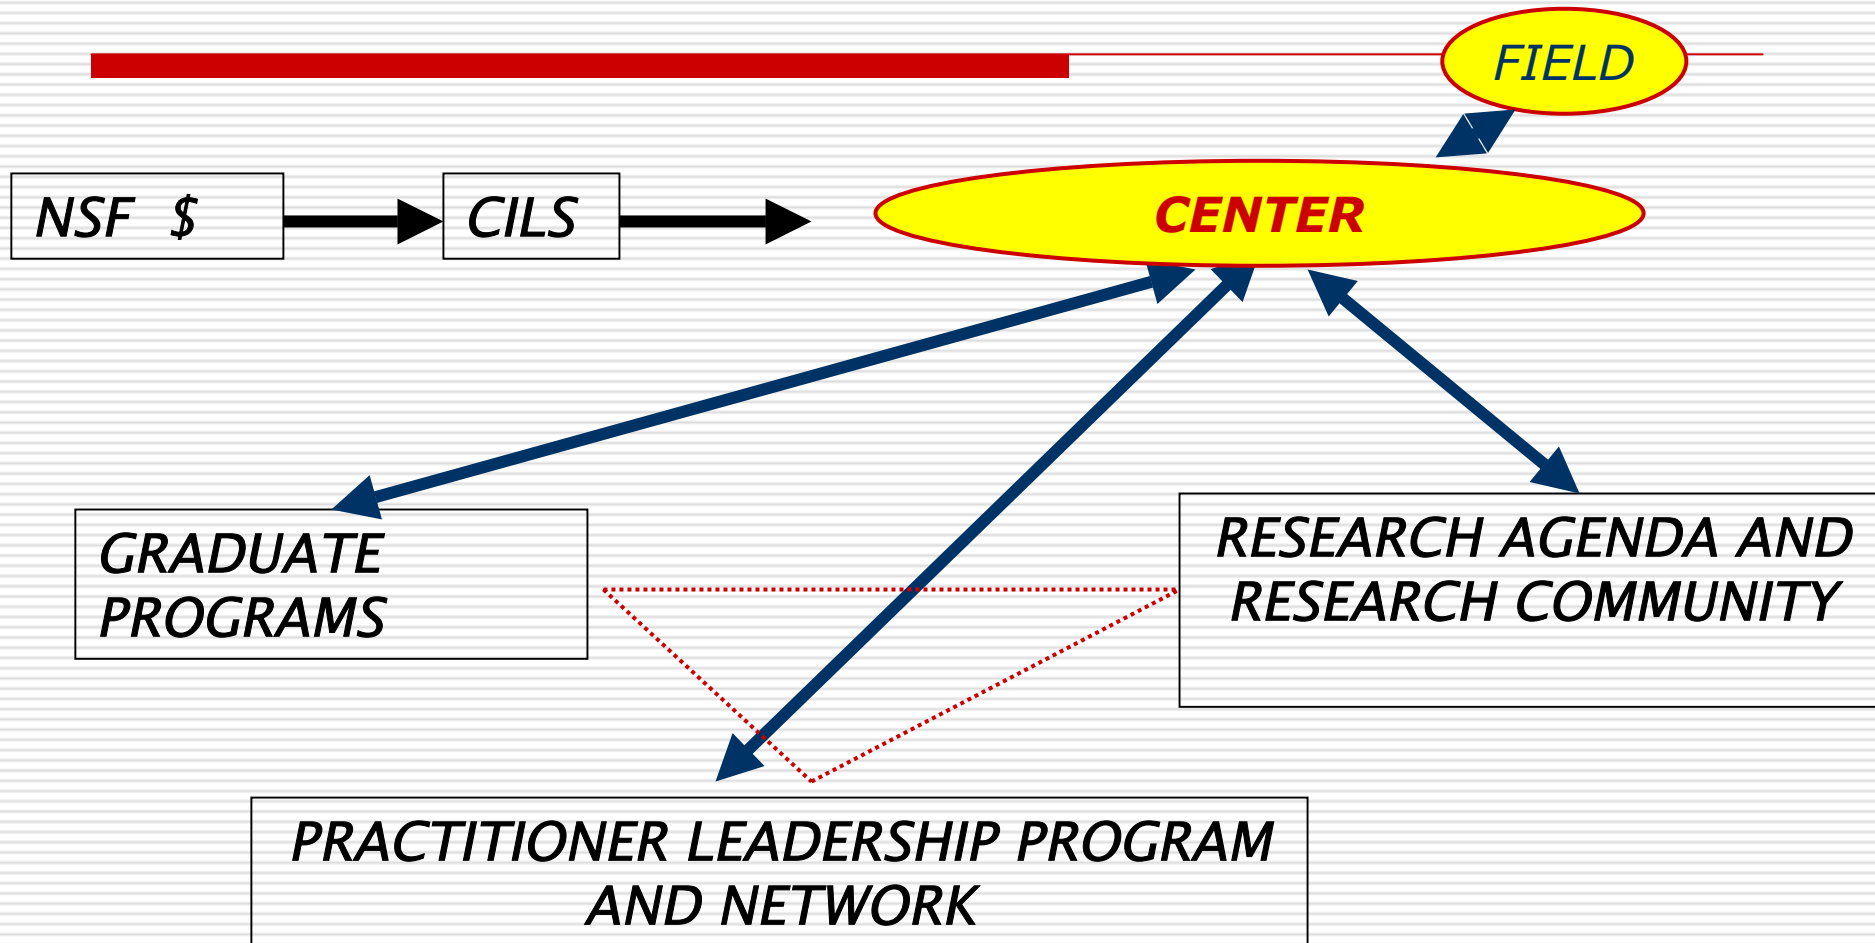 FIELD
NSF $
CILS
CENTER
GRADUATE
PROGRAMS
RESEARCH AGENDA AND
RESEARCH COMMUNITY
PRACTITIONER LEADERSHIP PROGRAM
AND NETWORK